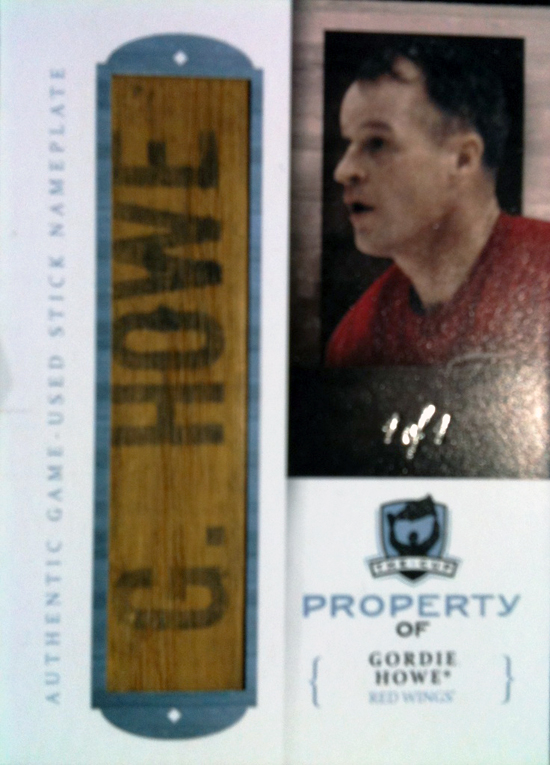 AUTHENTIC GAME-USED STICK NAMEPLATE
G. HOWE
1 of 1
THE CUP
PROPERTY
OF
GORDIE
HOWE*
RED WINGS*